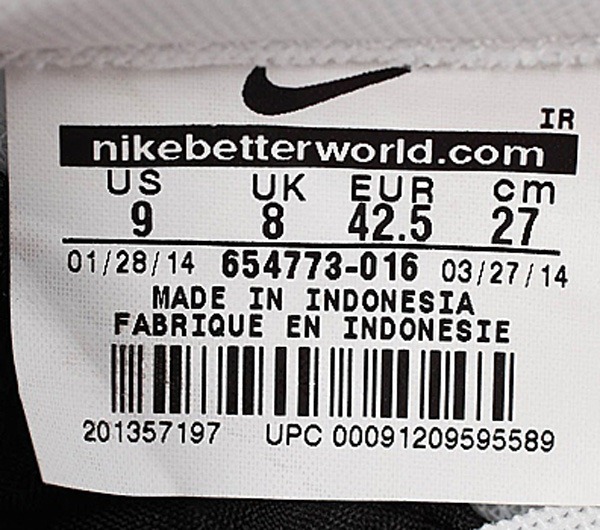 IR
nikebetterworld.com
US UK EUR cm
9 8 42.5 27
01/28/14 654773-016 03/27/14
MADE IN INDONESIA
FABRIQUE EN INDONESIE
201357197 UPC 00091209595589